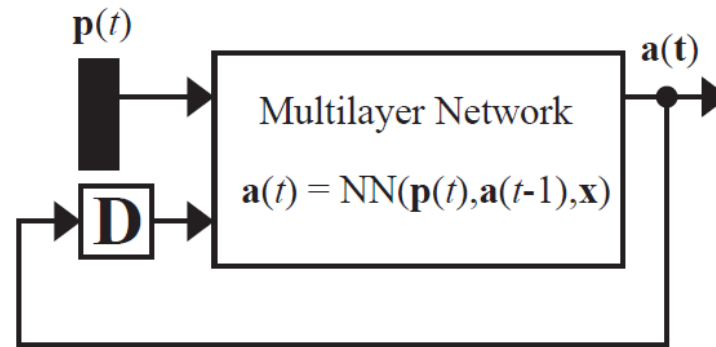 p(t)
a(t)
Multilayer Network
a(t) = NN(p(t),a(t-1),x)
D